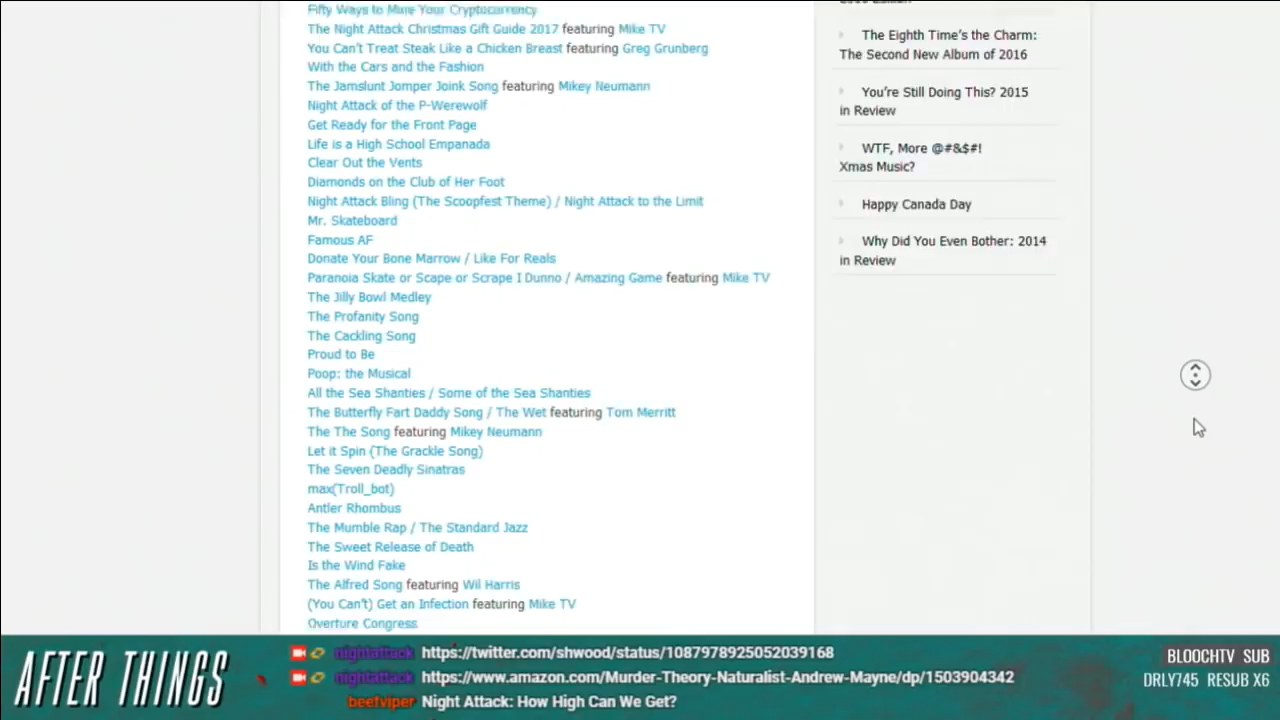 Fifty Ways to Mine Your Cryptocurrency
The Night Attack Christmas Gift Guide 2017 featuring Mike TV
You Can't Treat Steak Like a Chicken Breast featuring Greg Grunberg
With the Cars and the Fashion
The Jamslunt Jomper Joink Song featuring Mikey Neumann
Night Attack of the P-Werewolf
Get Ready for the Front Page
Life is a High School Empanada
Clear Out the Vents
Diamonds on the Club of Her Foot
Night Attack Bling (The Scoopfest Theme) / Night Attack to the Limit
Mr. Skateboard
Famous AF
Donate Your Bone Marrow / Like For Reals
Paranoia Skate or Scape or Scrape I Dunno / Amazing Game featuring Mike TV
The Jilly Bowl Medley
The Profanity Song
The Cackling Song
Proud to Be
Poop: the Musical
All the Sea Shanties / Some of the Sea Shanties
The Butterfly Fart Daddy Song / The Wet featuring Tom Merritt
The The Song featuring Mikey Neumann
Let it Spin (The Grackle Song)
The Seven Deadly Sinatras
max(Troll_bot)
Antler Rhombus
The Mumble Rap / The Standard Jazz
The Sweet Release of Death
Is the Wind Fake
The Alfred Song featuring Wil Harris
(You Can't) Get an Infection featuring Mike TV
Overture Congress
The Eighth Time's the Charm:
The Second New Album of 2016
You're Still Doing This? 2015
in Review
WTF, More @#&$#!
Xmas Music?
Happy Canada Day
Why Did You Even Bother: 2014
in Review
AFTER THINGS
nightattack https://twitter.com/shwood/status/1087978925052039168
nightattack https://www.amazon.com/Murder-Theory-Naturalist-Andrew-Mayne/dp/1503904342
beefviper Night Attack: How High Can We Get?
BLOOCHTV SUB
DRLY745 RESUB X6